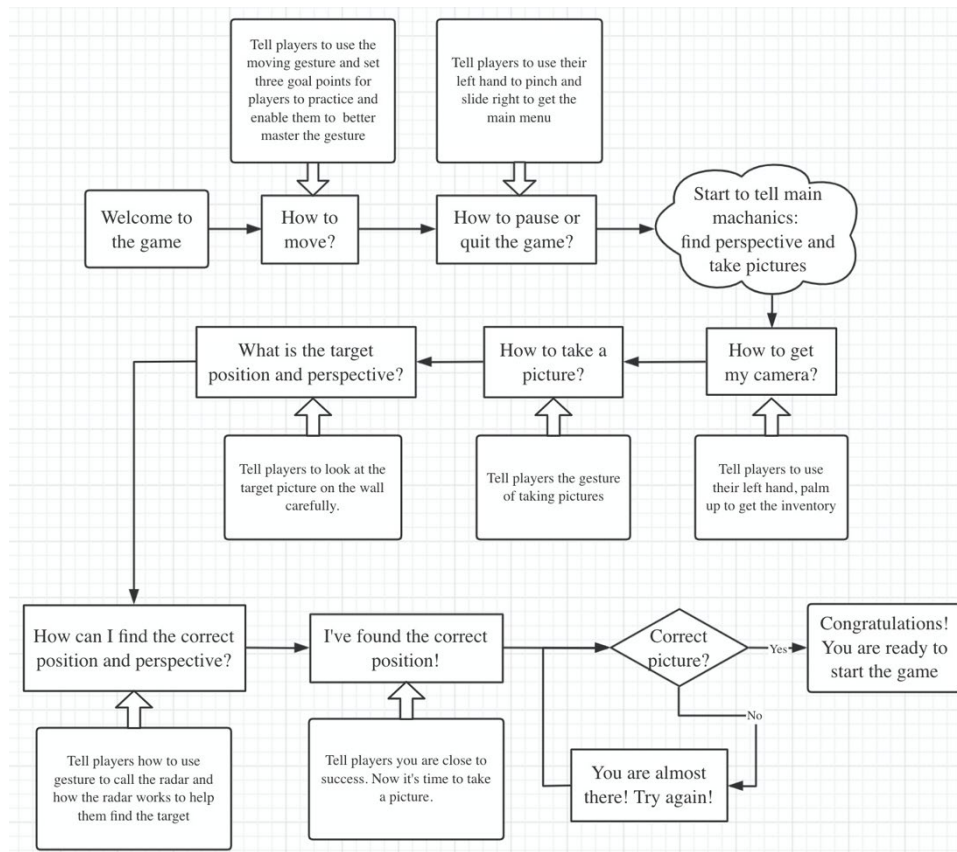 Tell players to use the
moving gesture and set
three goal points for
players to practice and
enable them to better
master the gesture
Tell players to use their
left hand to pinch and
slide right to get the
main menu
Welcome to
the game
How to
move?
How to pause or
quit the game?
Start to tell main
machanics:
find perspective and
take pictures
What is the target
position and perspective?
How to take a
picture?
How to get
my camera?
Tell players to look at the
target picture on the wall
carefully.
Tell players the gesture
of taking pictures
Tell players to use
their left hand, palm
up to get the inventory
How can I find the correct
position and perspective?
I've found the correct
position!
Correct
picture?
Yes
Congratulations!
You are ready to
start the game
No
Tell players how to use
gesture to call the radar and
how the radar works to help
them find the target
Tell players you are close to
success. Now it's time to take
a picture.
You are almost
there! Try again!